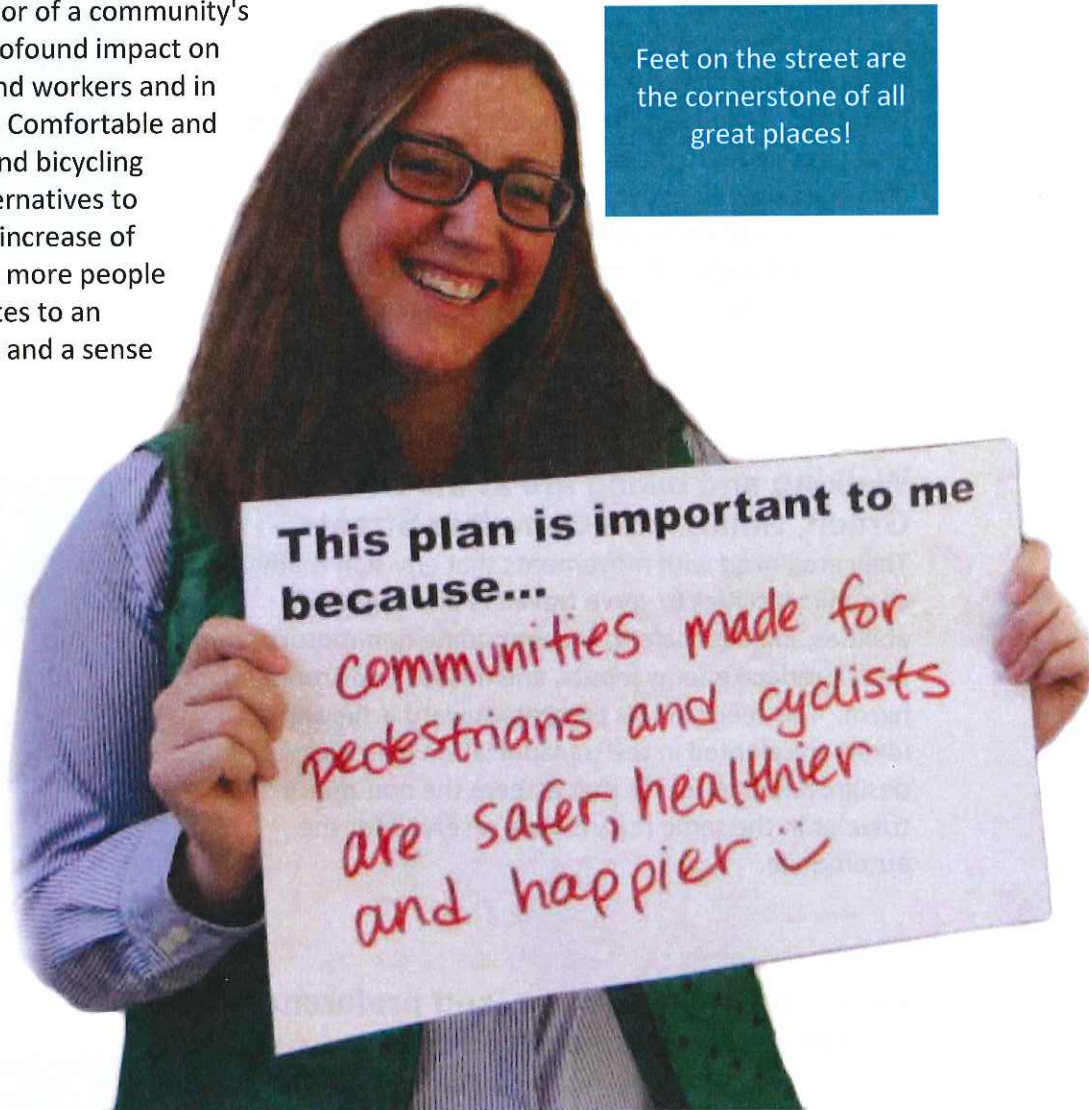 or of a community's
ofound impact on
nd workers and in
Comfortable and
nd bicycling
ernatives to
increase of
more people
tes to an
and a sense
Feet on the street are
the cornerstone of all
great places!
This plan is important to me
because...
communities made for
pedestrians and cyclists
are safer, healthier
and happier